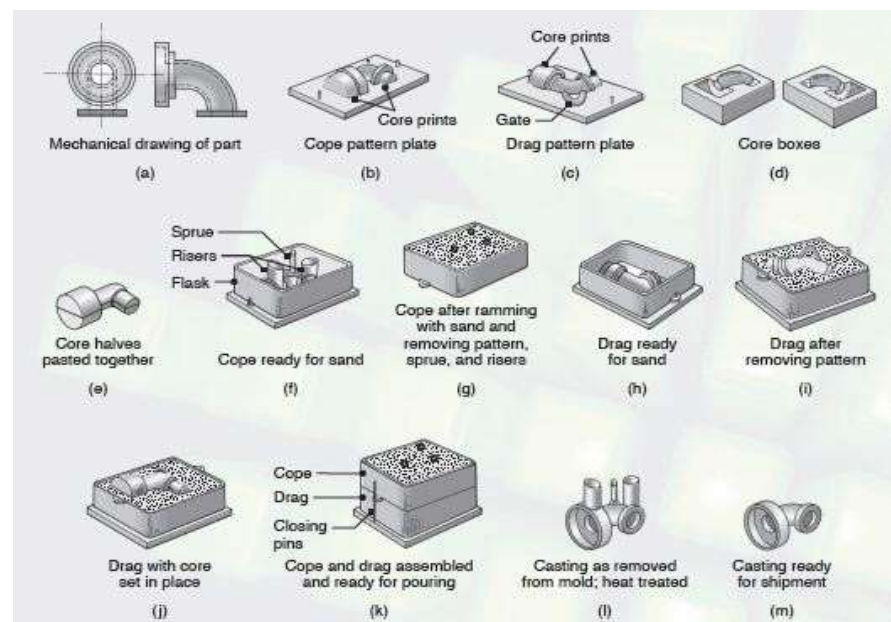 Core prints
Core prints
Gate
Mechanical drawing of part
Cope pattern plate
Drag pattern plate
Core boxes
(a)
(b)
(c)
(d)
Sprue
Risers
Flask
Core halves
pasted together
Cope ready for sand
Cope after ramming
with sand and
removing pattern,
sprue, and risers
Drag ready
for sand
Drag after
removing pattern
(e)
(f)
(g)
(h)
(i)
Cope
Drag
Closing
pins
Drag with core
set in place
Cope and drag assembled
and ready for pouring
Casting as removed
from mold; heat treated
Casting ready
for shipment
(j)
(k)
(l)
(m)